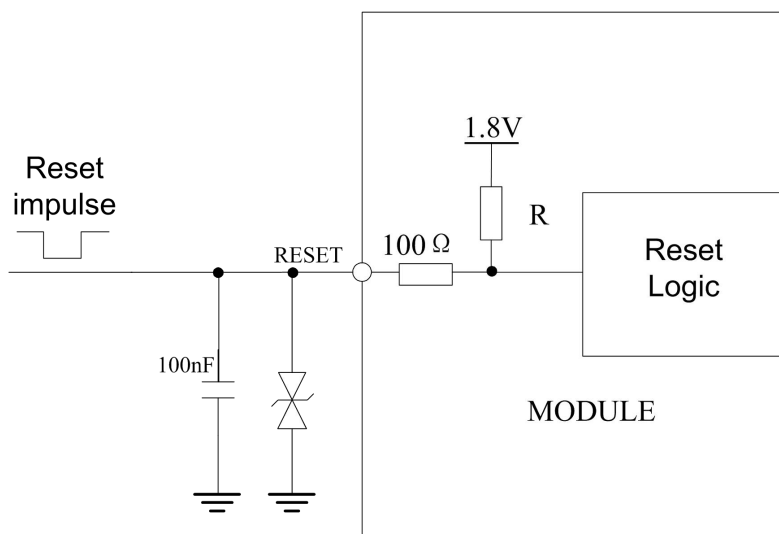 Reset
impulse
RESET
100nF
1.8V
R
100 Ω
Reset
Logic
MODULE